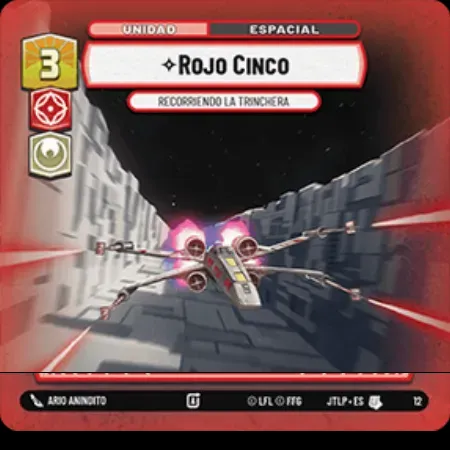 UNIDAD ESPACIAL
3
ROJO CINCO
RECORRIENDO LA TRINCHERA
ARIO ANINDITO
© LFL © FFG
JTLP • ES
12